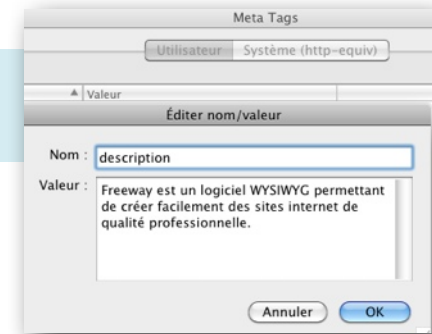 Meta Tags
Utilisateur Système (http-equiv)
Valeur
Éditer nom/valeur
Nom : description
Valeur : Freeway est un logiciel WYSIWYG permettant
de créer facilement des sites internet de
qualité professionnelle.
Annuler OK